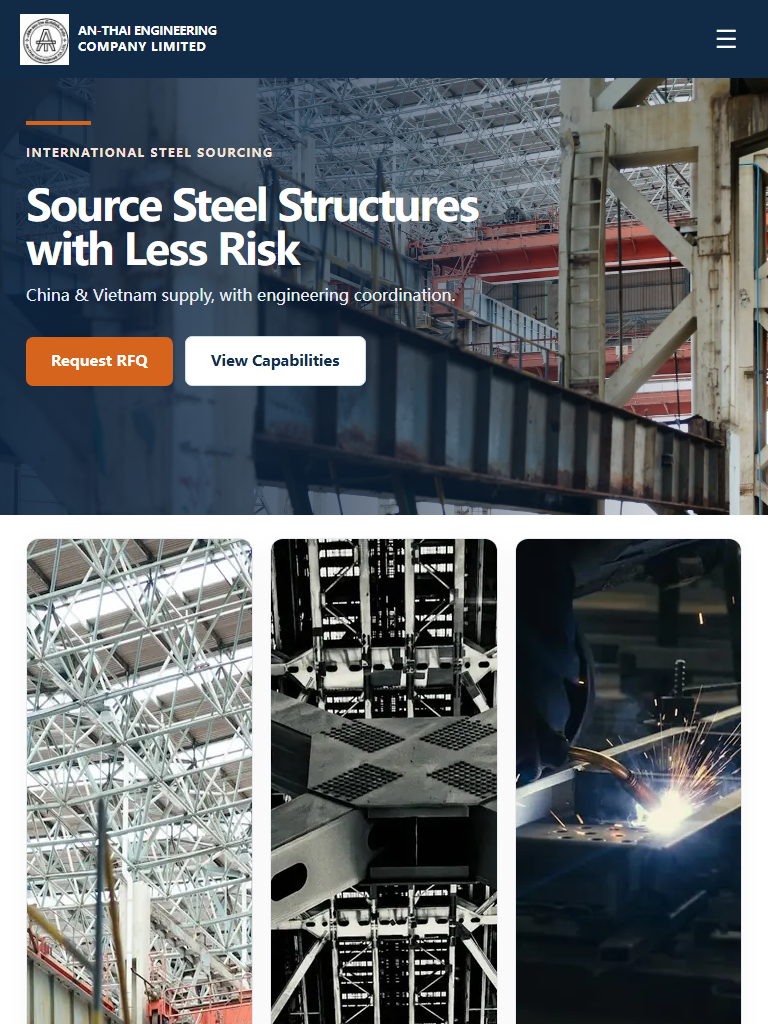 AN-THAI ENGINEERING
COMPANY LIMITED
INTERNATIONAL STEEL SOURCING
Source Steel Structures
with Less Risk
China & Vietnam supply, with engineering coordination.
Request RFQ
View Capabilities